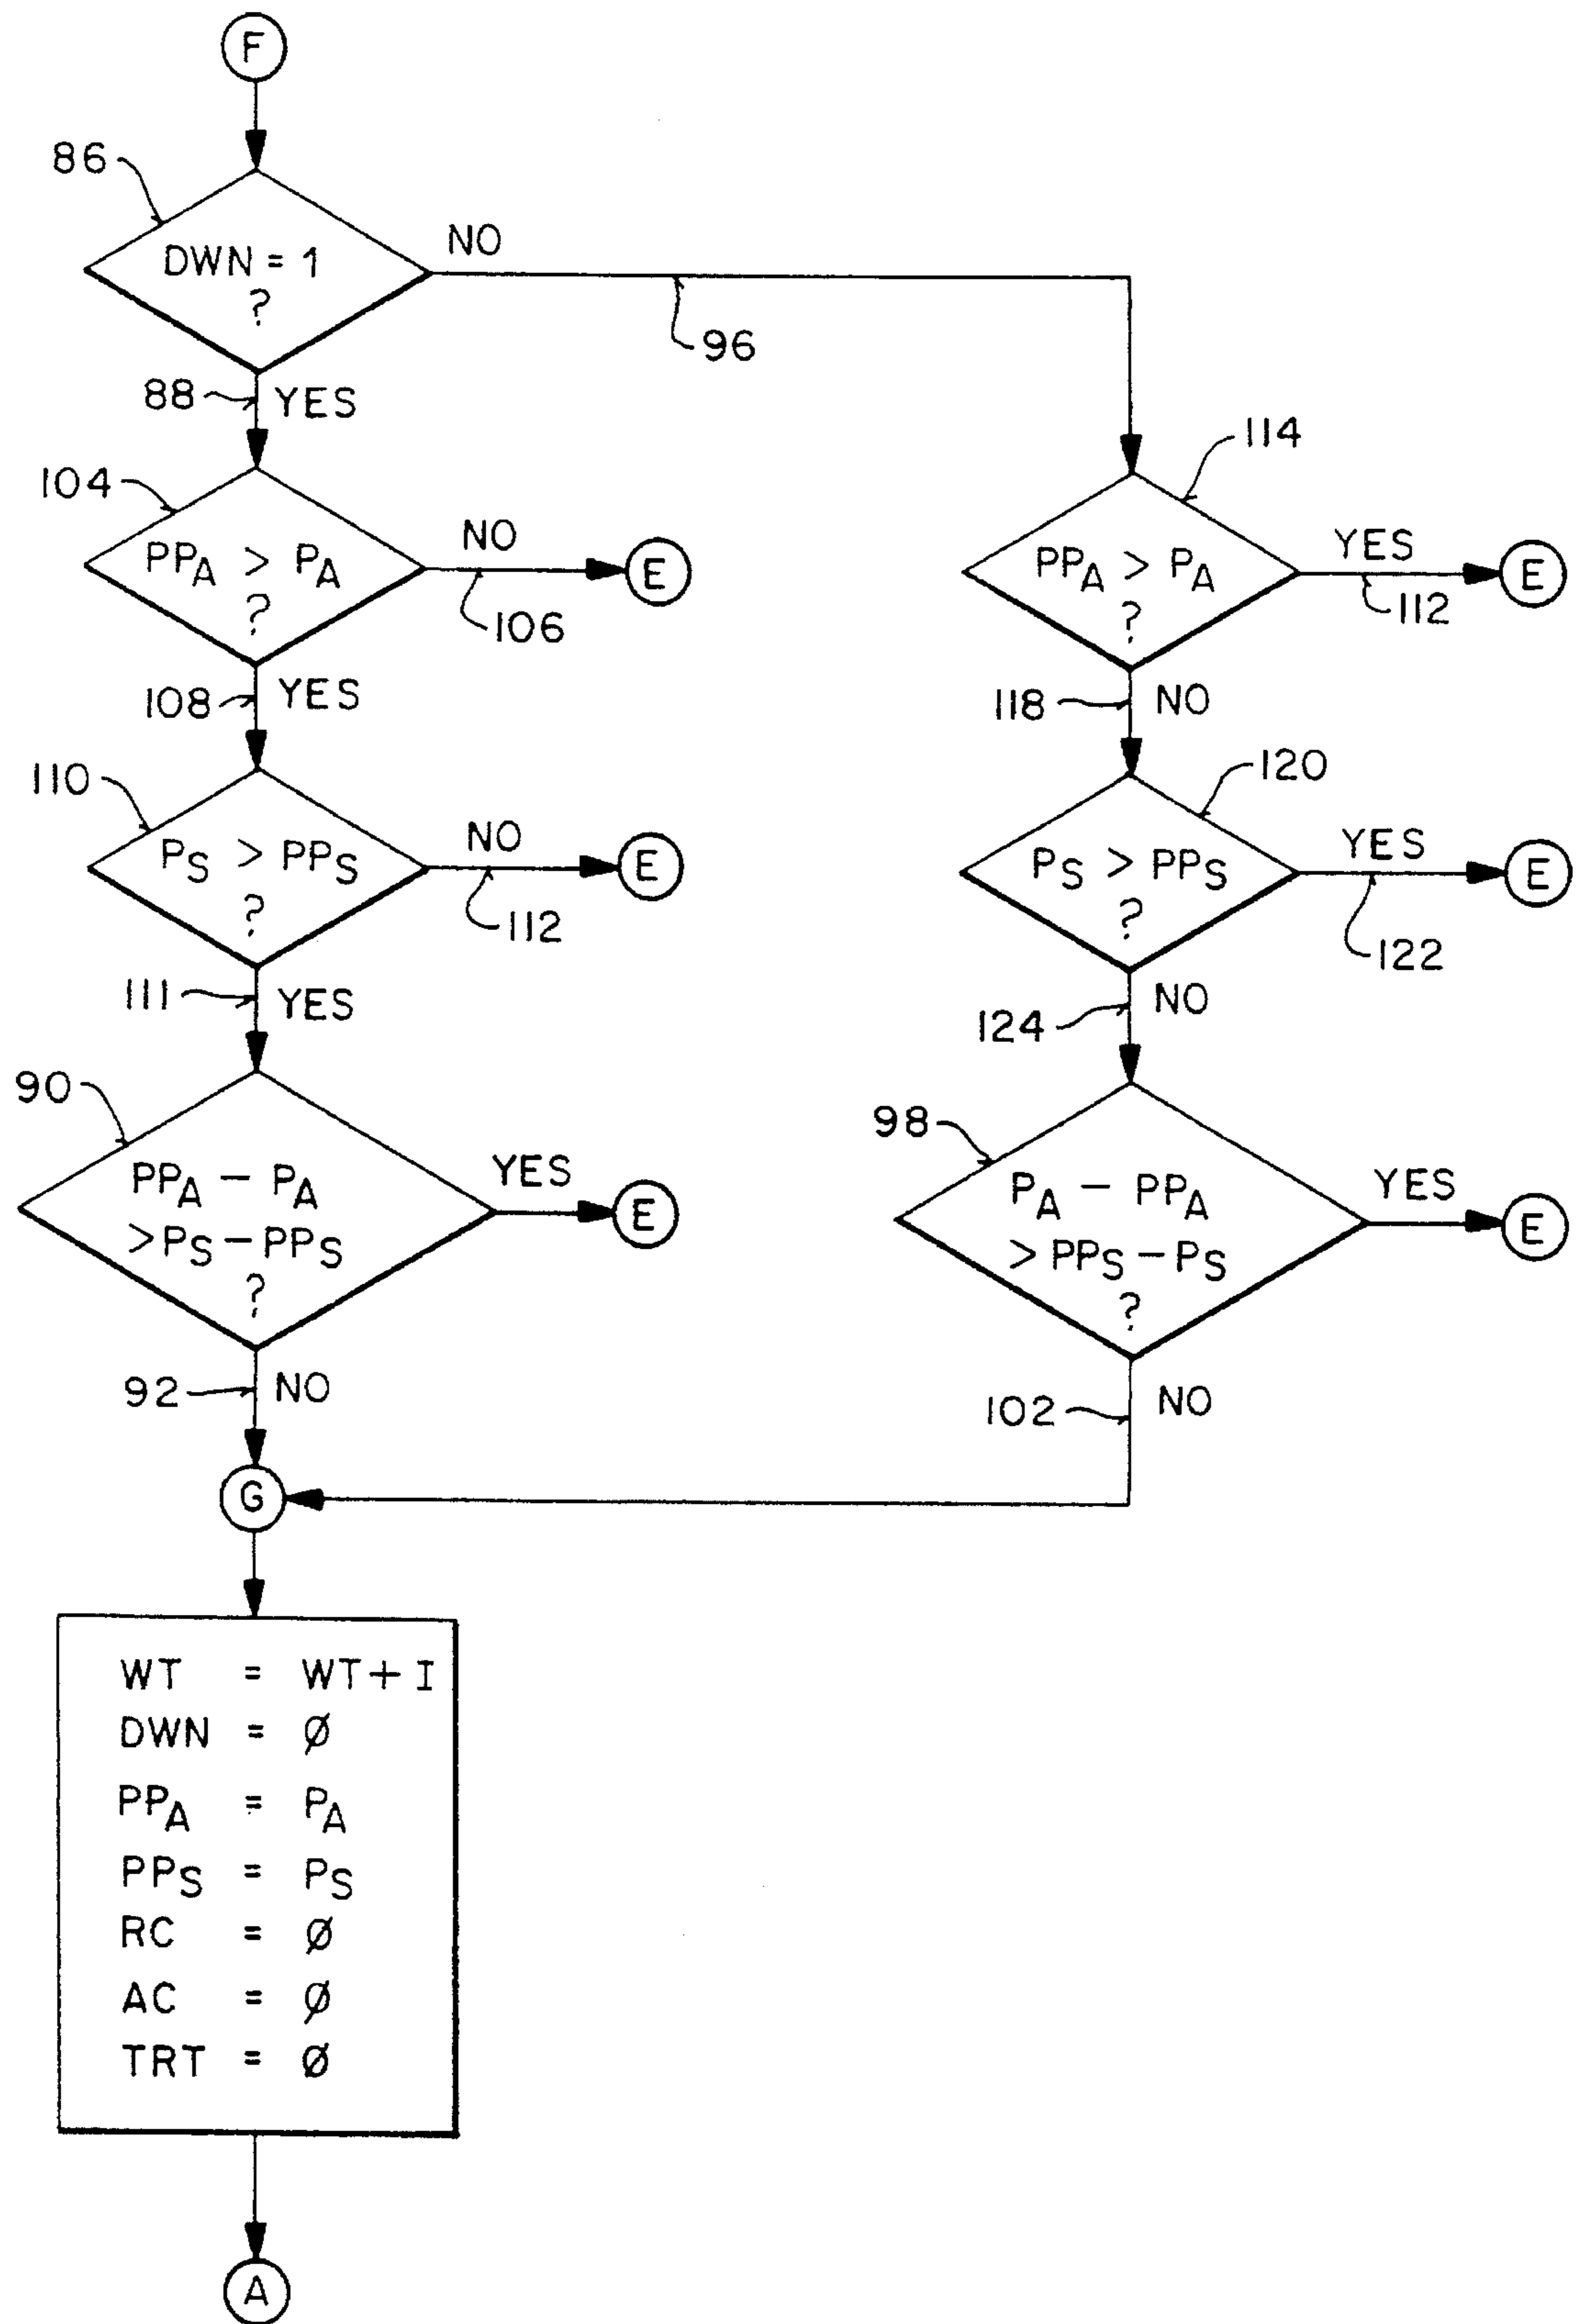 F
86
DWN = 1
?
NO
96
88
YES
104
PPA > PA
?
NO
E
106
108
YES
110
PS > PPS
?
NO
E
112
111
YES
90
PPA – PA
> PS – PPS
?
YES
E
92
NO
114
PPA > PA
?
YES
E
112
118
NO
120
PS > PPS
?
YES
E
122
124
NO
98
PA – PPA
> PPS – PS
?
YES
E
102
NO
G
WT = WT + I
DWN = Ø
PPA = PA
PPS = PS
RC = Ø
AC = Ø
TRT = Ø
A